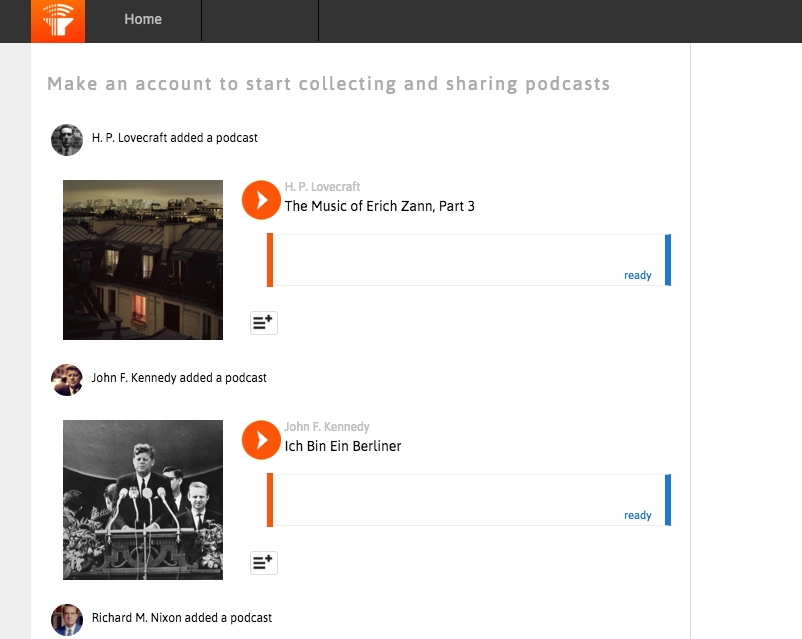 Home
Make an account to start collecting and sharing podcasts
H. P. Lovecraft added a podcast
H. P. Lovecraft
The Music of Erich Zann, Part 3
ready
John F. Kennedy added a podcast
John F. Kennedy
Ich Bin Ein Berliner
ready
Richard M. Nixon added a podcast